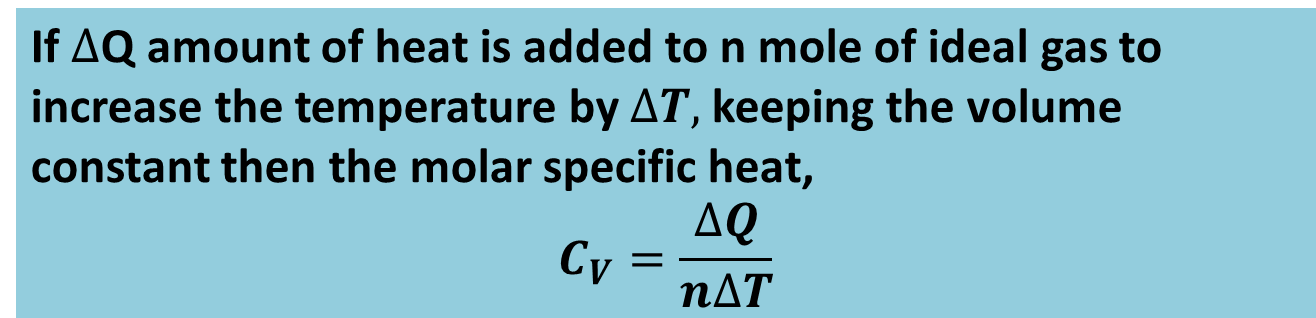 If ΔQ amount of heat is added to n mole of ideal gas to
increase the temperature by ΔT, keeping the volume
constant then the molar specific heat,
C_V = ΔQ / nΔT